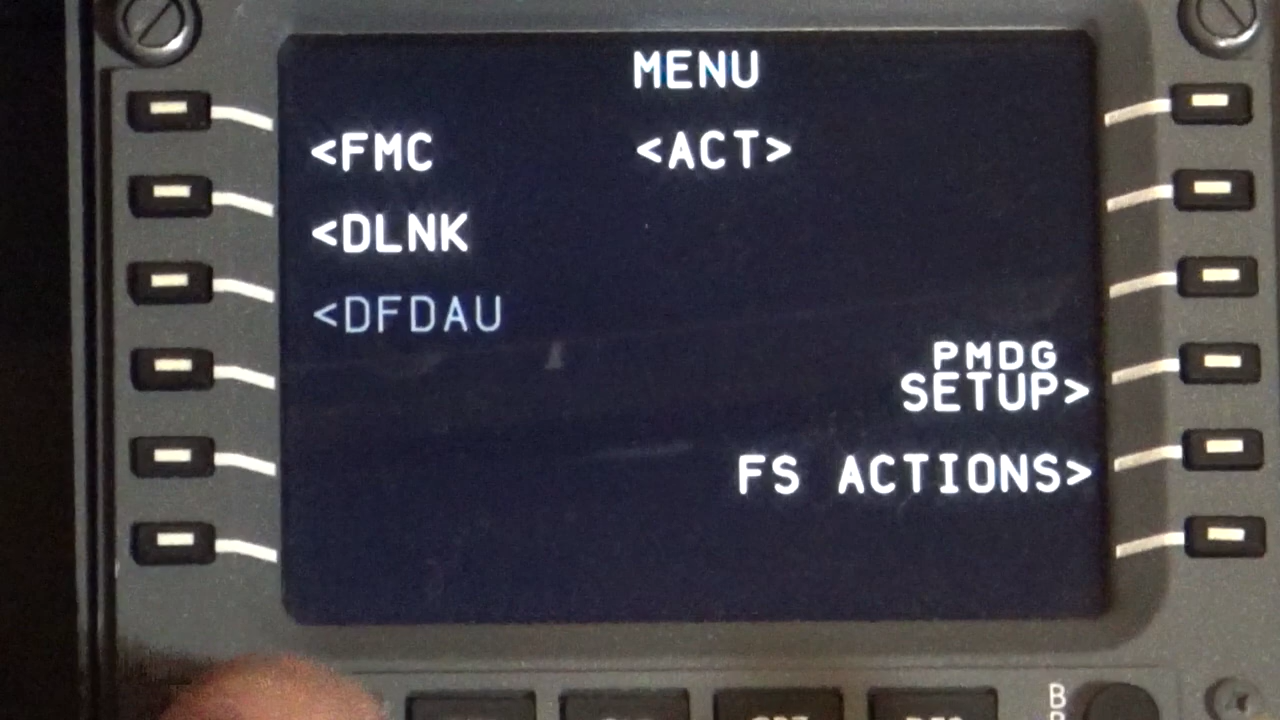 MENU
<FMC <ACT>
<DLNK
<DFDAU
PMDG
SETUP>
FS ACTIONS>
B